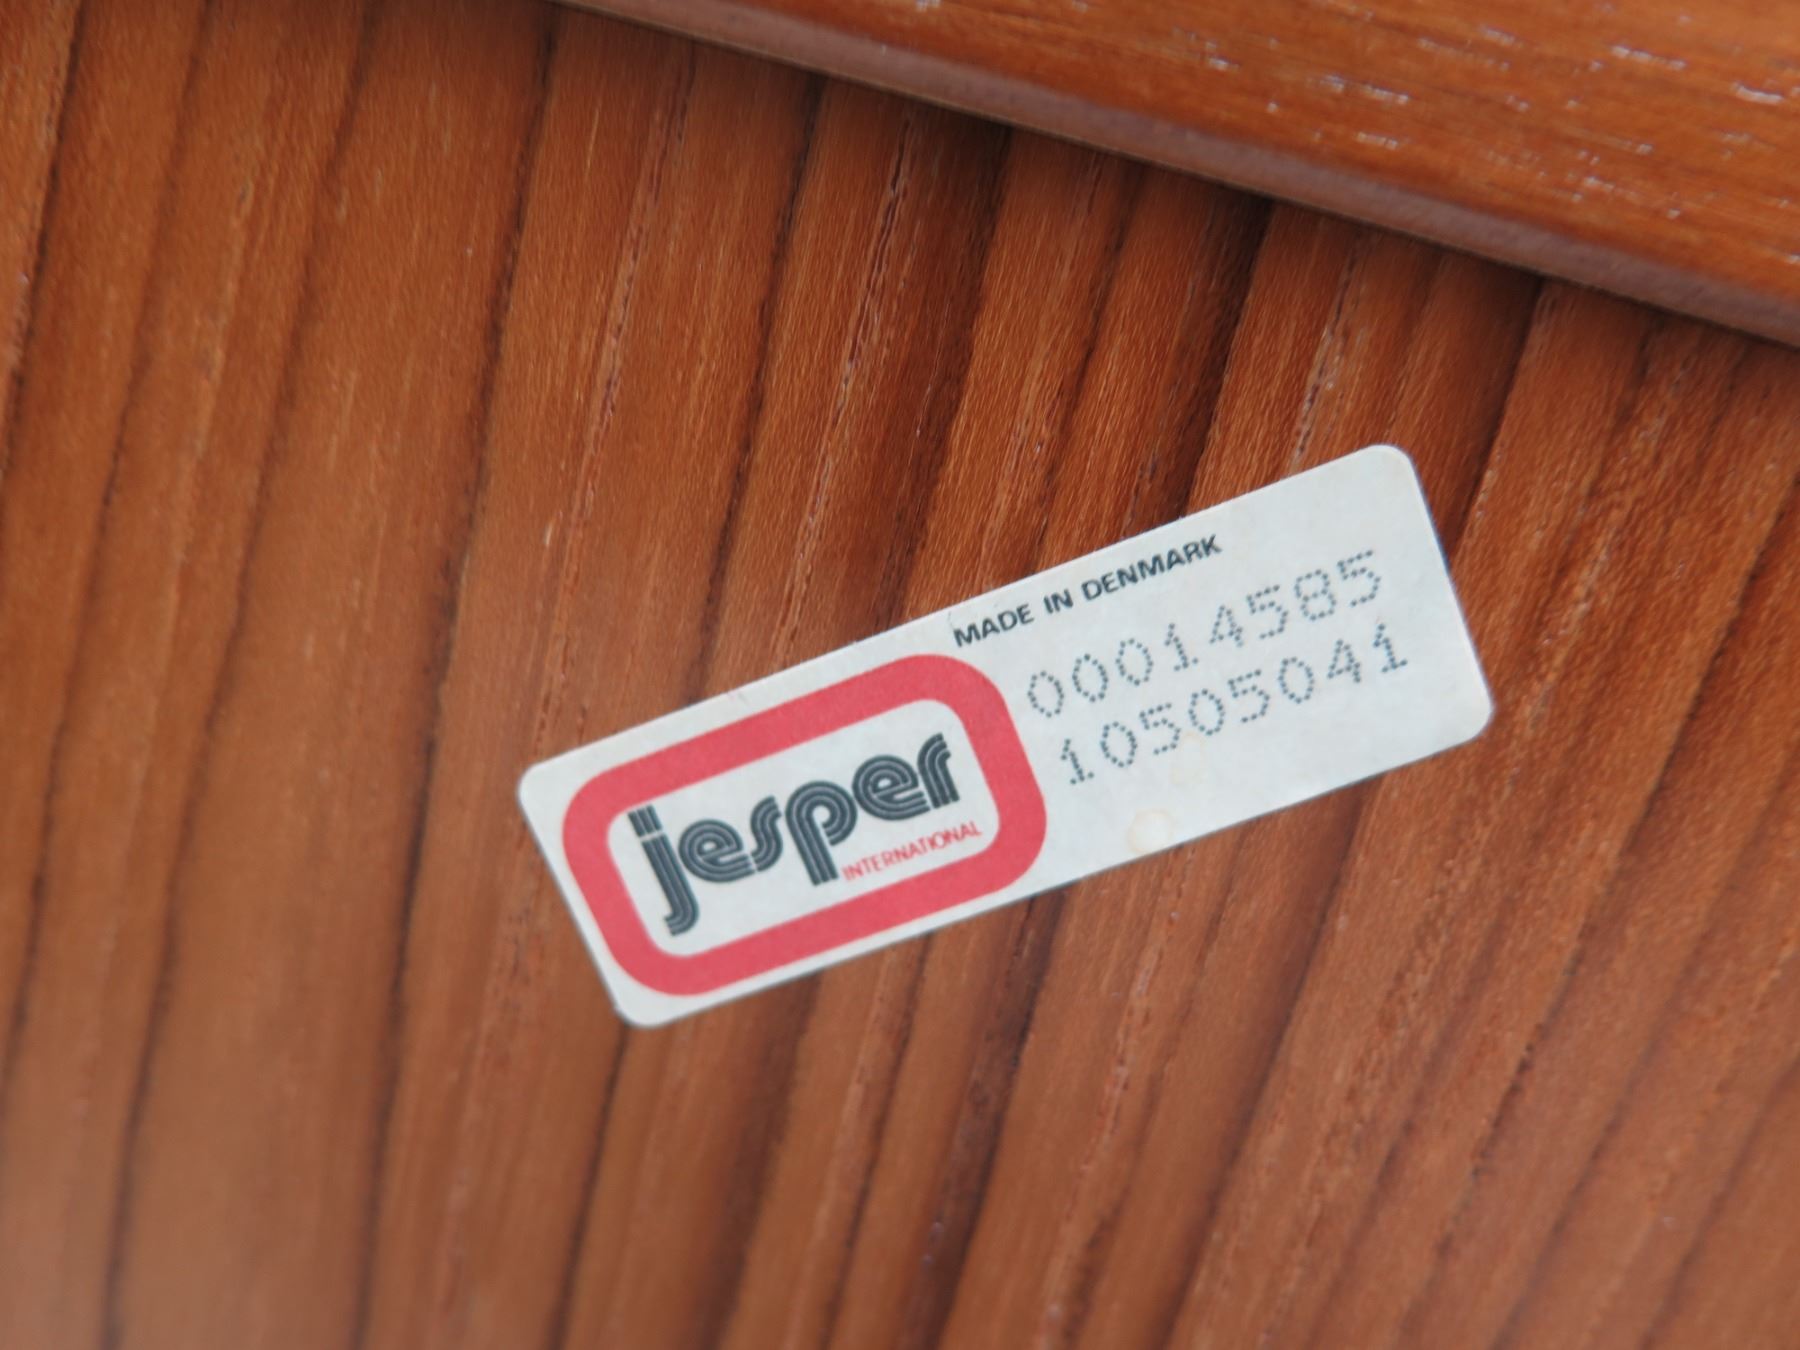 MADE IN DENMARK
00014585
10505041
jesper
INTERNATIONAL